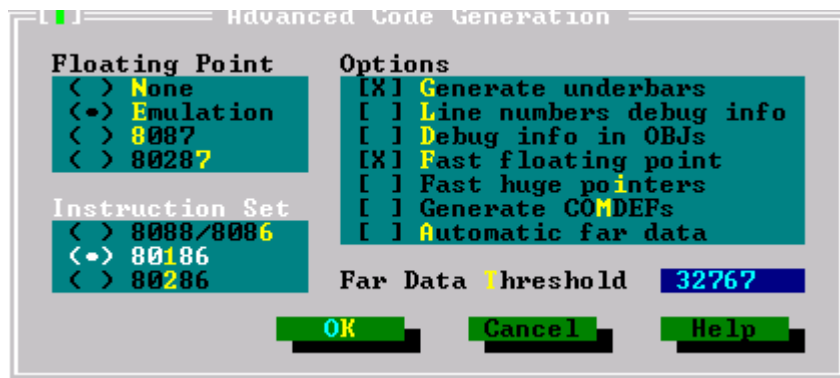 [ ] Advanced Code Generation
Floating Point
( ) None
(•) Emulation
( ) 8087
( ) 80287
Instruction Set
( ) 8088/8086
(•) 80186
( ) 80286
Options
[X] Generate underbars
[ ] Line numbers debug info
[ ] Debug info in OBJs
[X] Fast floating point
[ ] Fast huge pointers
[ ] Generate COMDEFs
[ ] Automatic far data
Far Data Threshold 32767
OK Cancel Help